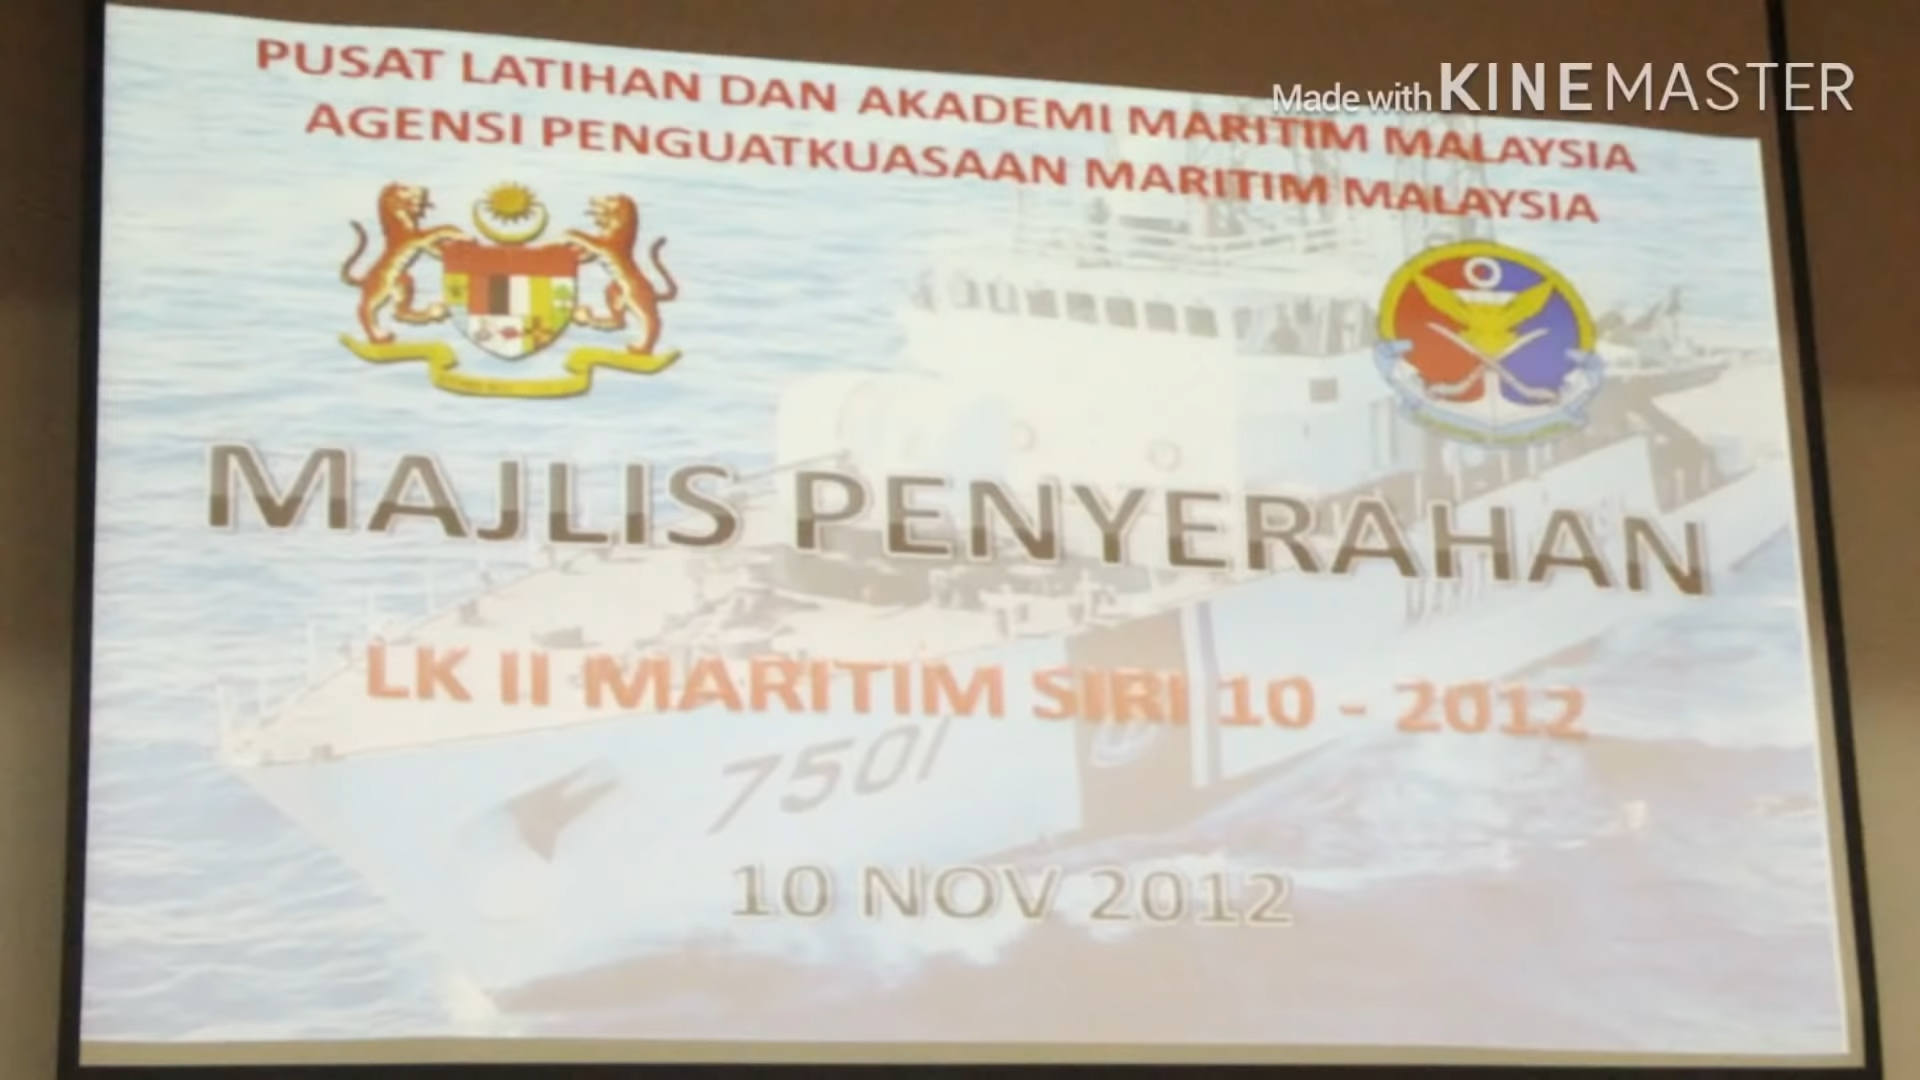 PUSAT LATIHAN DAN AKADEMI MARITIM MALAYSIA
AGENSI PENGUATKUASAAN MARITIM MALAYSIA
Made with KINEMASTER
MAJLIS PENYERAHAN
LK II MARITIM SIRI 10 - 2012
7501
10 NOV 2012